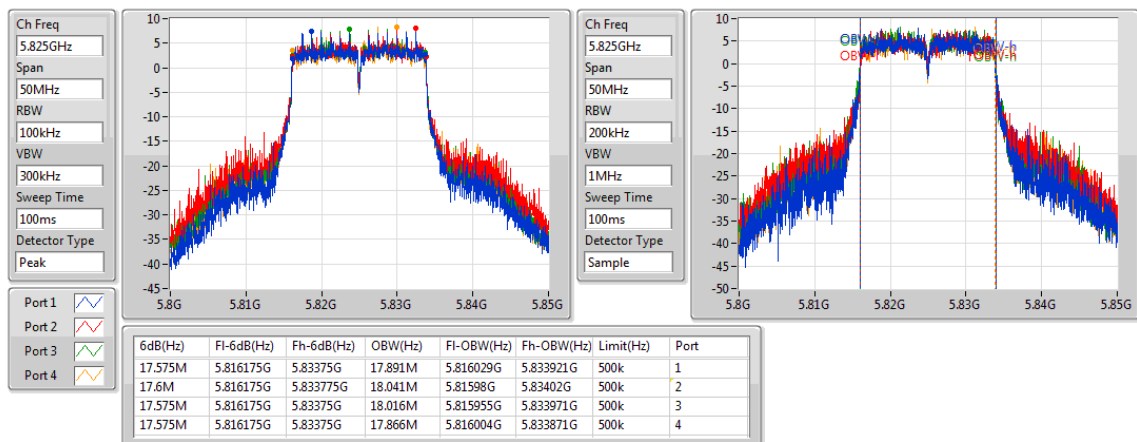 Ch Freq
5.825GHz
Span
50MHz
RBW
100kHz
VBW
300kHz
Sweep Time
100ms
Detector Type
Peak
10
5
0
-5
-10
-15
-20
-25
-30
-35
-40
-45
5.8G 5.81G 5.82G 5.83G 5.84G 5.85G
Ch Freq
5.825GHz
Span
50MHz
RBW
200kHz
VBW
1MHz
Sweep Time
100ms
Detector Type
Sample
10
5
0
-5
-10
-15
-20
-25
-30
-35
-40
-45
-50
OBW-h
5.8G 5.81G 5.82G 5.83G 5.84G 5.85G
Port 1
Port 2
Port 3
Port 4
6dB(Hz) Fl-6dB(Hz) Fh-6dB(Hz) OBW(Hz) Fl-OBW(Hz) Fh-OBW(Hz) Limit(Hz) Port
17.575M 5.816175G 5.83375G 17.891M 5.816029G 5.833921G 500k 1
17.6M 5.816175G 5.833775G 18.041M 5.81598G 5.83402G 500k 2
17.575M 5.816175G 5.83375G 18.016M 5.815955G 5.833971G 500k 3
17.575M 5.816175G 5.83375G 17.866M 5.816004G 5.833871G 500k 4